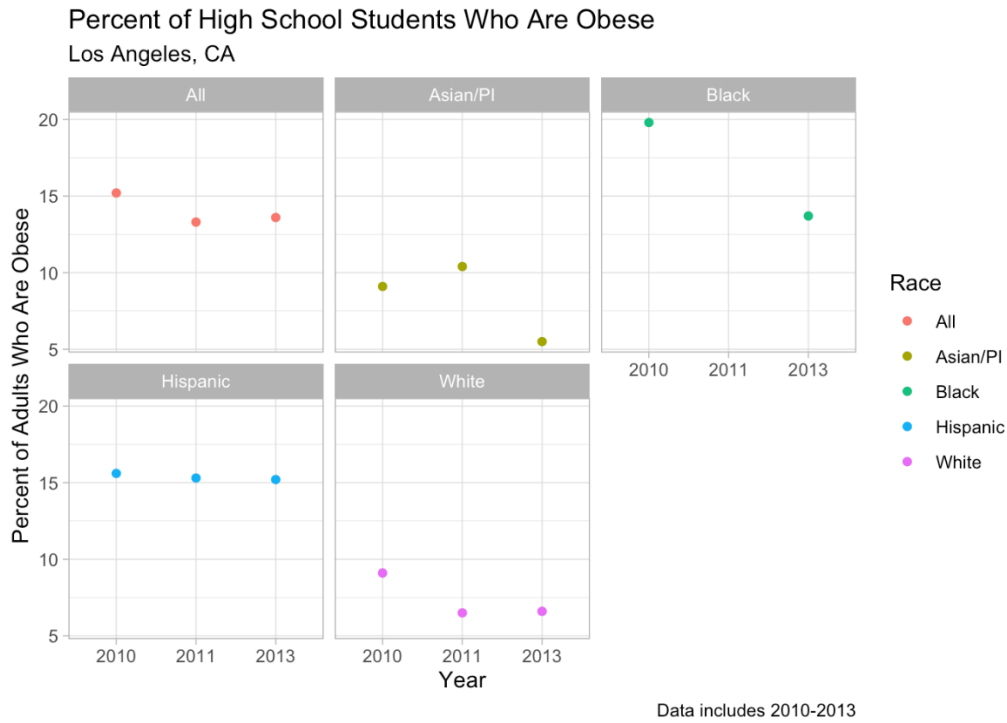 Percent of High School Students Who Are Obese
Los Angeles, CA
All
Asian/PI
Black
20
15
10
5
2010 2011 2013
Hispanic
White
20
15
10
5
2010 2011 2013
2010 2011 2013
Percent of Adults Who Are Obese
Year
Race
All
Asian/PI
Black
Hispanic
White
Data includes 2010-2013